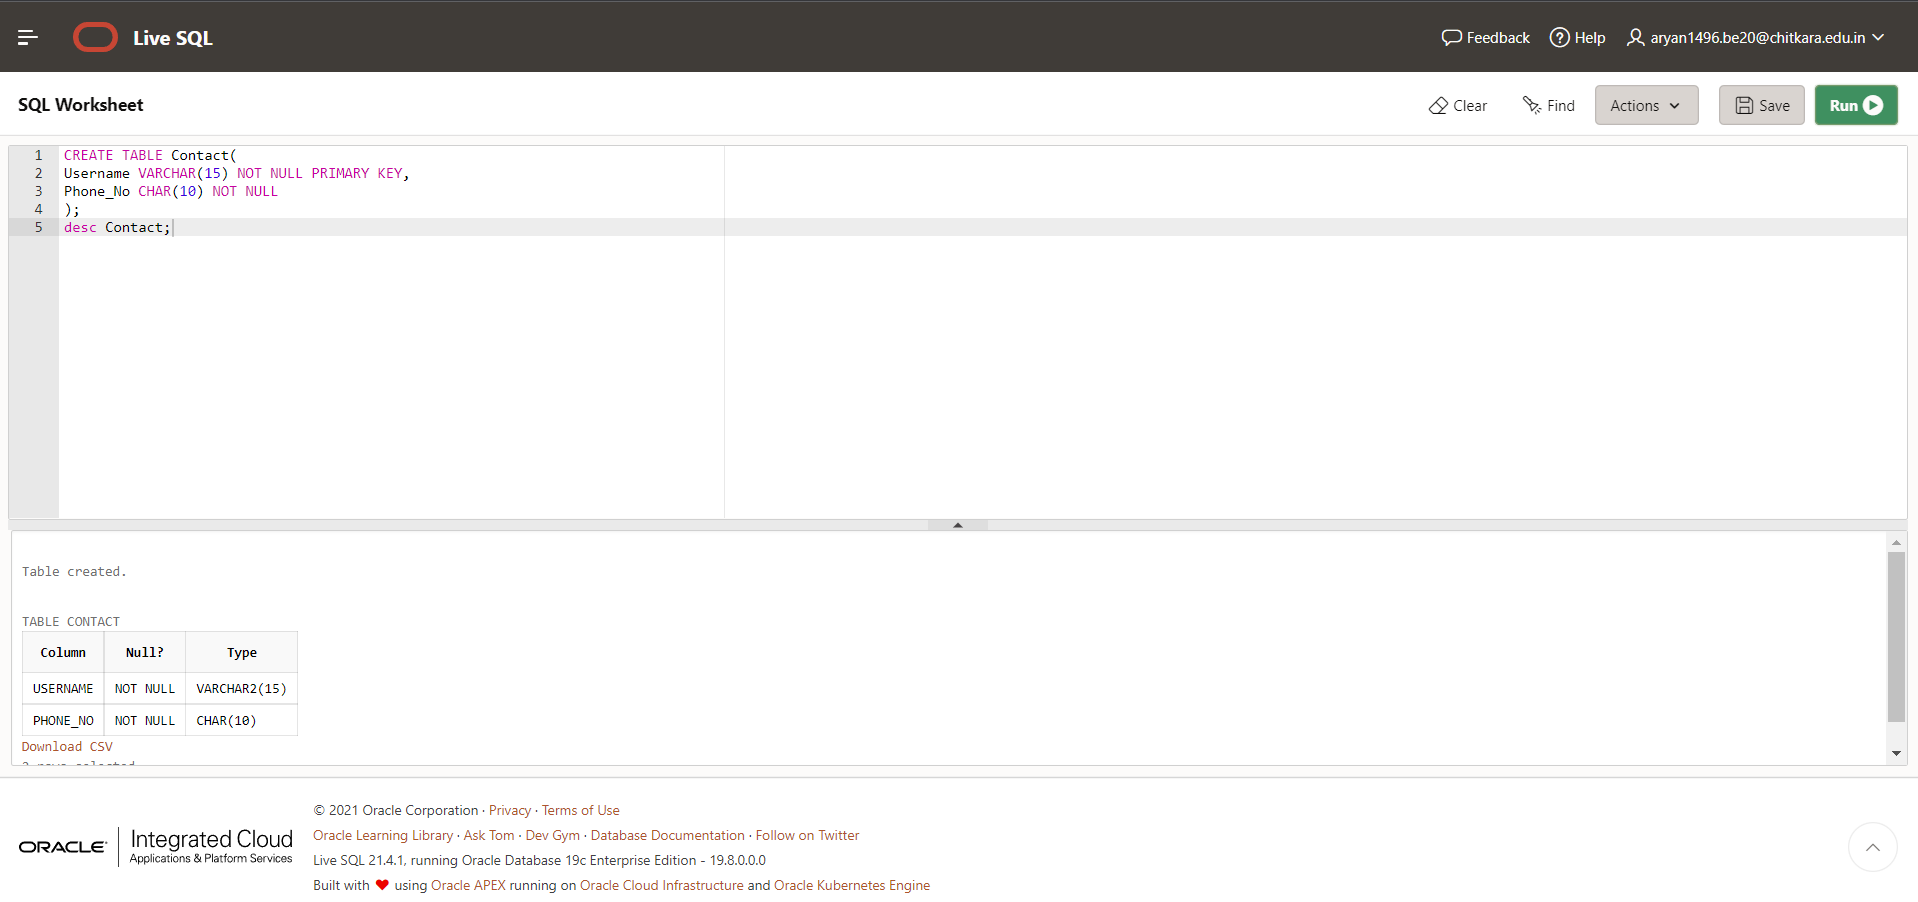 Live SQL
Feedback Help aryan1496.be20@chitkara.edu.in
SQL Worksheet
Clear Find Actions Save Run
1 CREATE TABLE Contact(
2 Username VARCHAR(15) NOT NULL PRIMARY KEY,
3 Phone_No CHAR(10) NOT NULL
4 );
5 desc Contact;
Table created.
TABLE CONTACT
Column Null? Type
USERNAME NOT NULL VARCHAR2(15)
PHONE_NO NOT NULL CHAR(10)
Download CSV
2 rows selected.
ORACLE Integrated Cloud
Applications & Platform Services
© 2021 Oracle Corporation · Privacy · Terms of Use
Oracle Learning Library · Ask Tom · Dev Gym · Database Documentation · Follow on Twitter
Live SQL 21.4.1, running Oracle Database 19c Enterprise Edition - 19.8.0.0.0
Built with ❤ using Oracle APEX running on Oracle Cloud Infrastructure and Oracle Kubernetes Engine